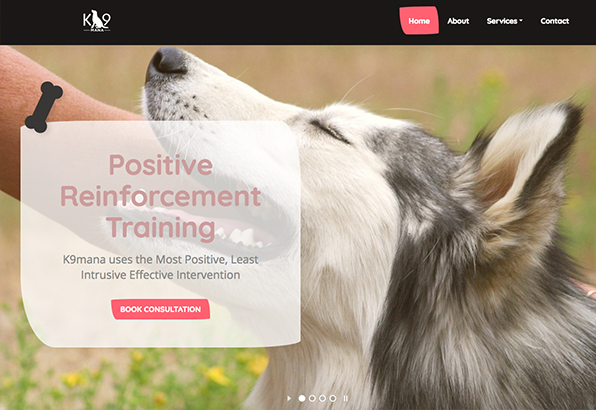 K9
MANA
Home About Services Contact
Positive
Reinforcement
Training
K9mana uses the Most Positive, Least
Intrusive Effective Intervention
BOOK CONSULTATION